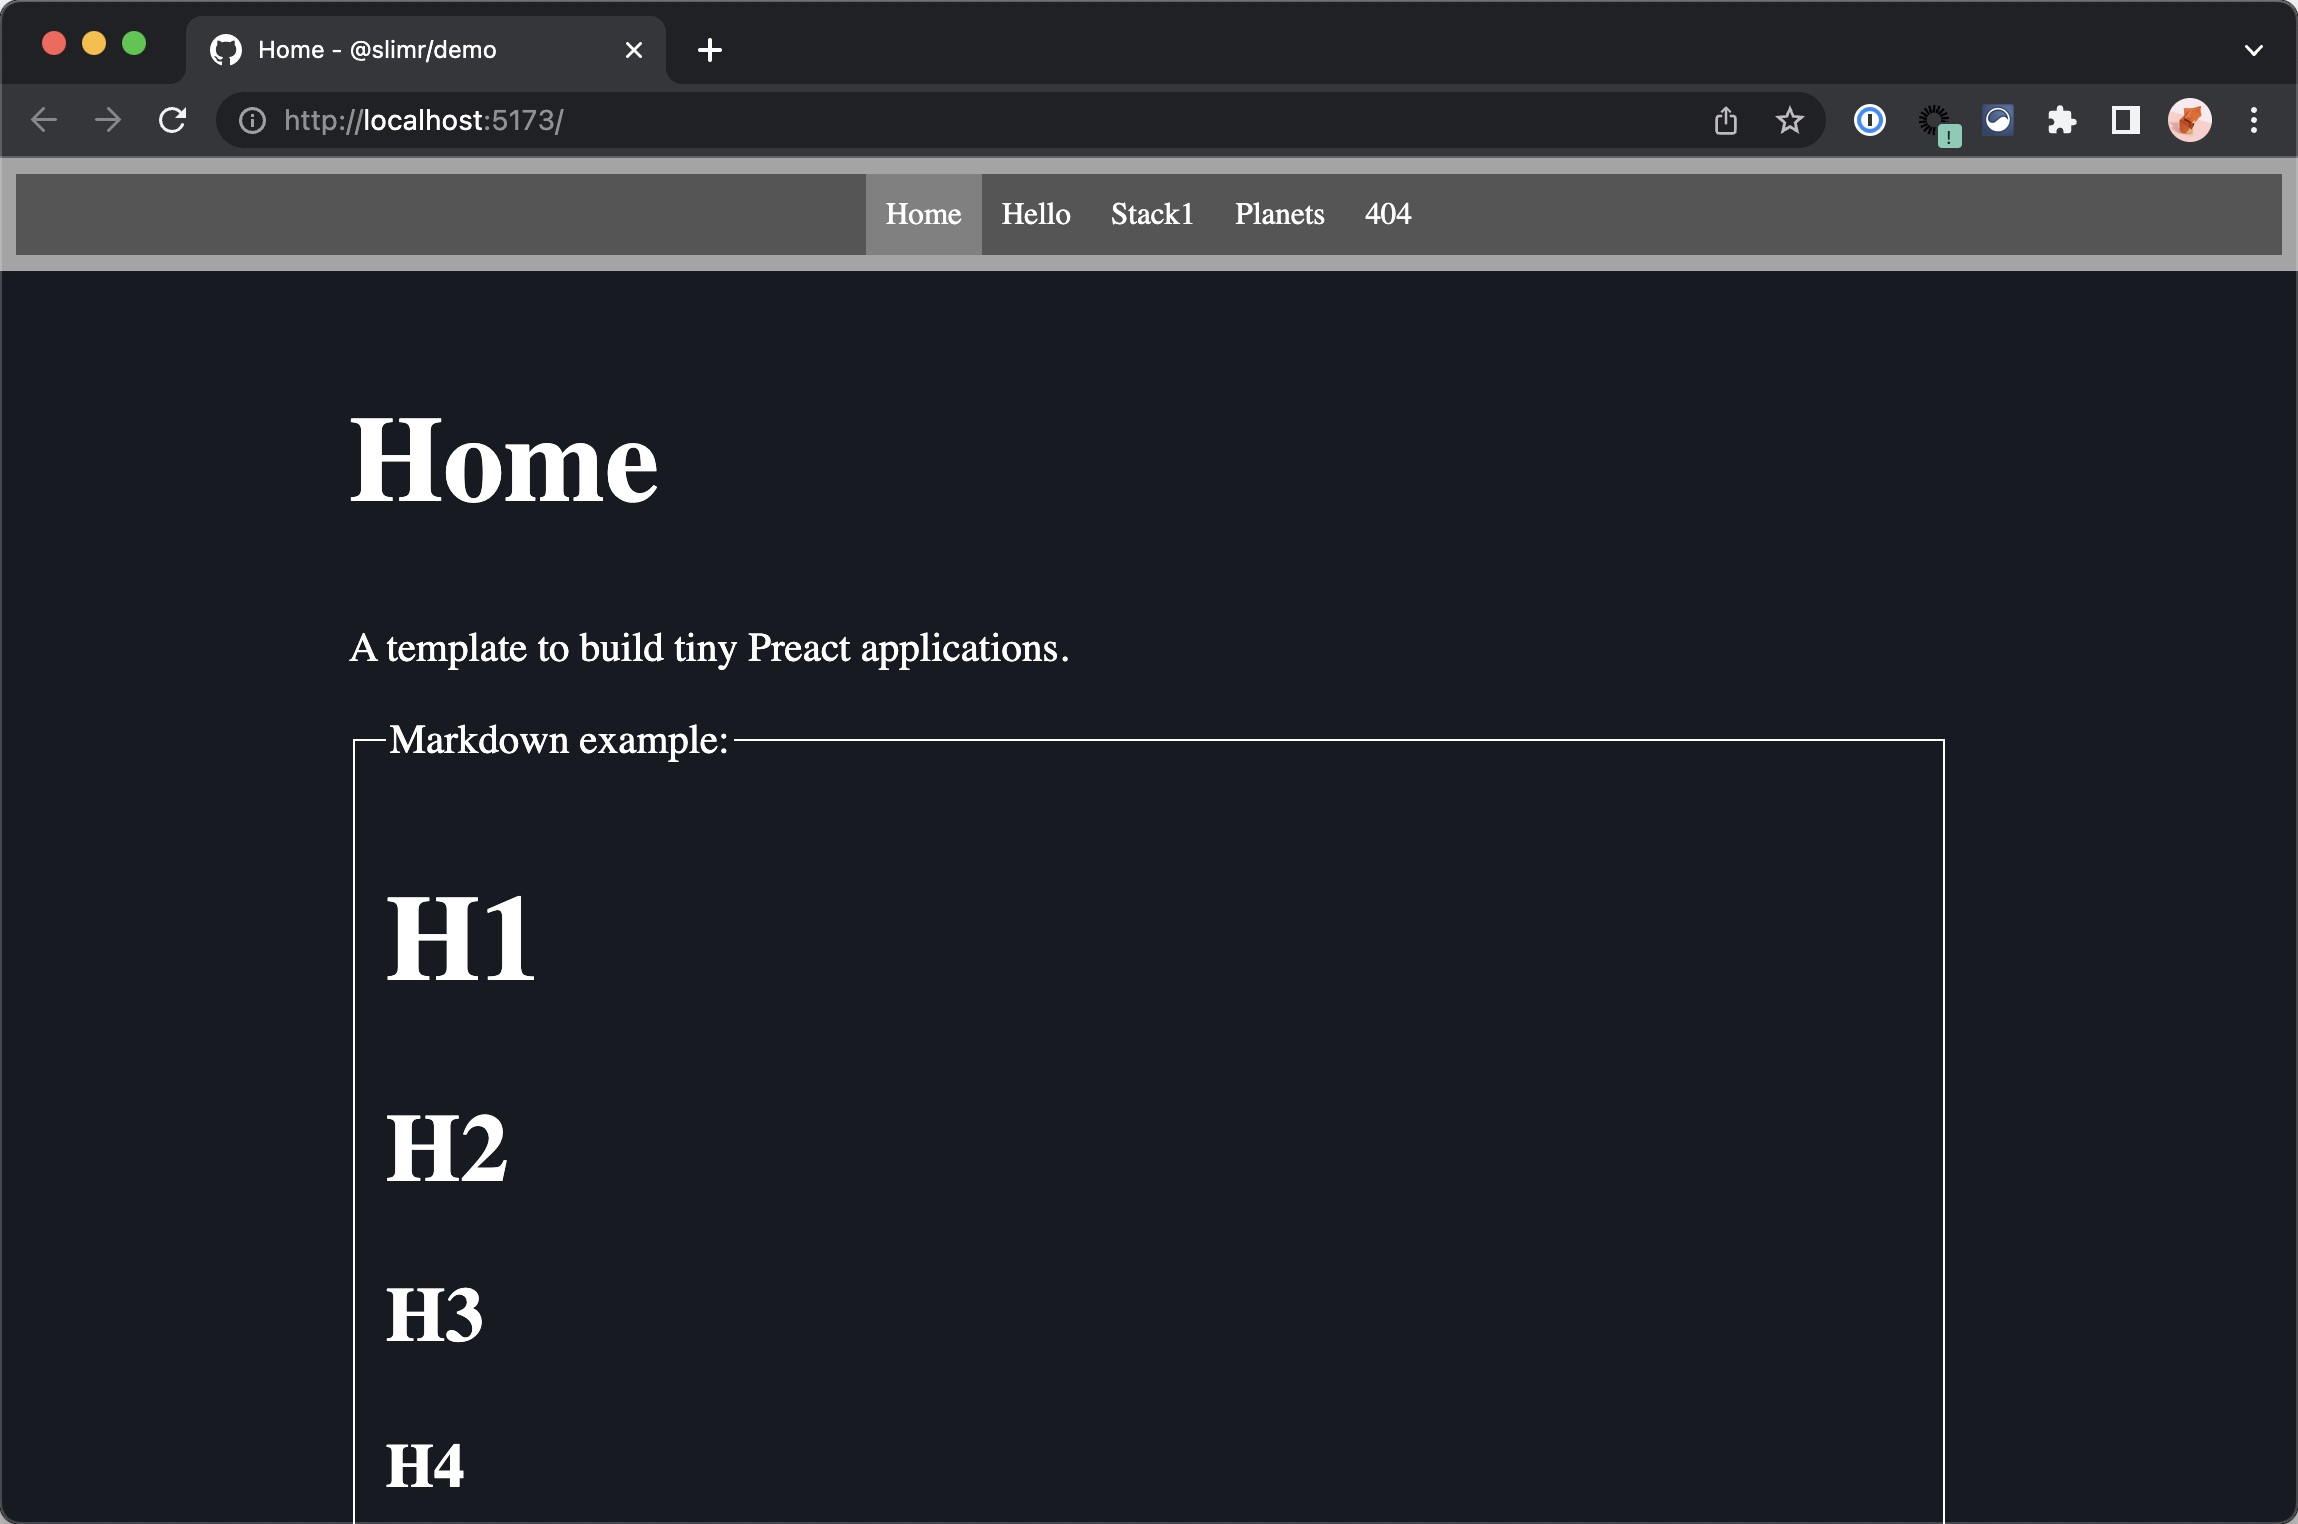 Home - @slimr/demo
http://localhost:5173/
Home Hello Stack1 Planets 404
Home
A template to build tiny Preact applications.
Markdown example:
H1
H2
H3
H4